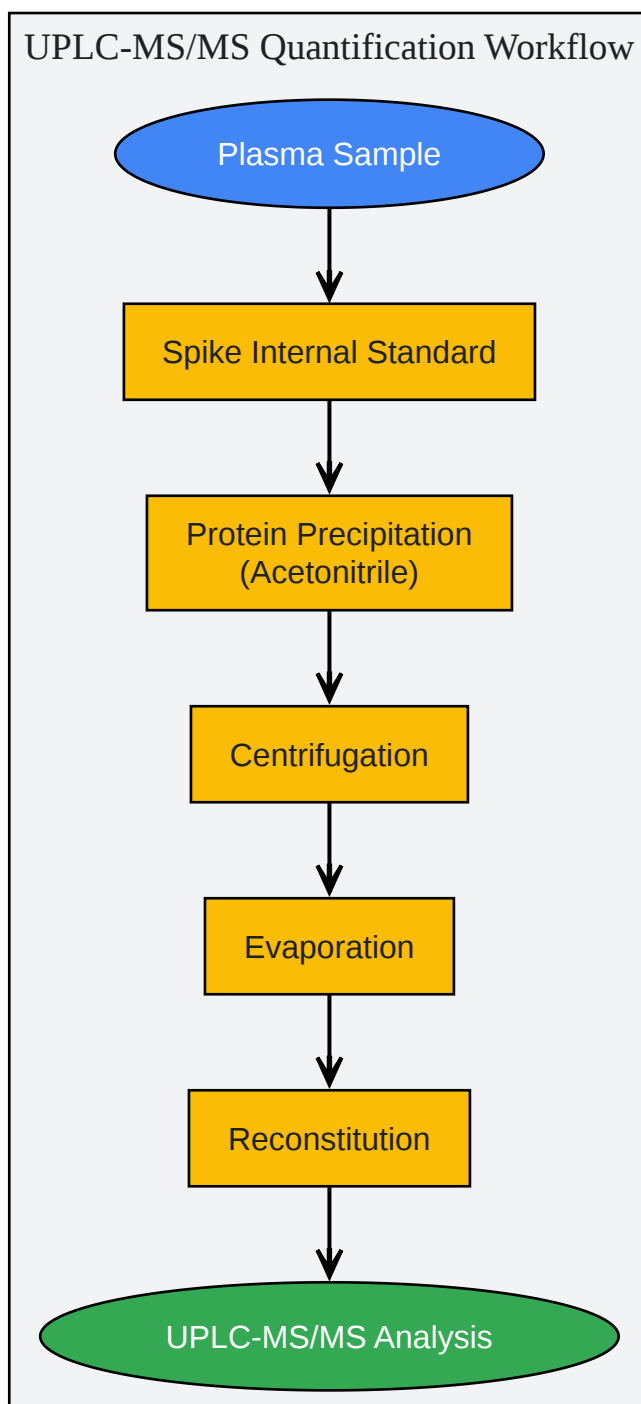 UPLC-MS/MS Quantification Workflow
Plasma Sample
Spike Internal Standard
Protein Precipitation
(Acetonitrile)
Centrifugation
Evaporation
Reconstitution
UPLC-MS/MS Analysis